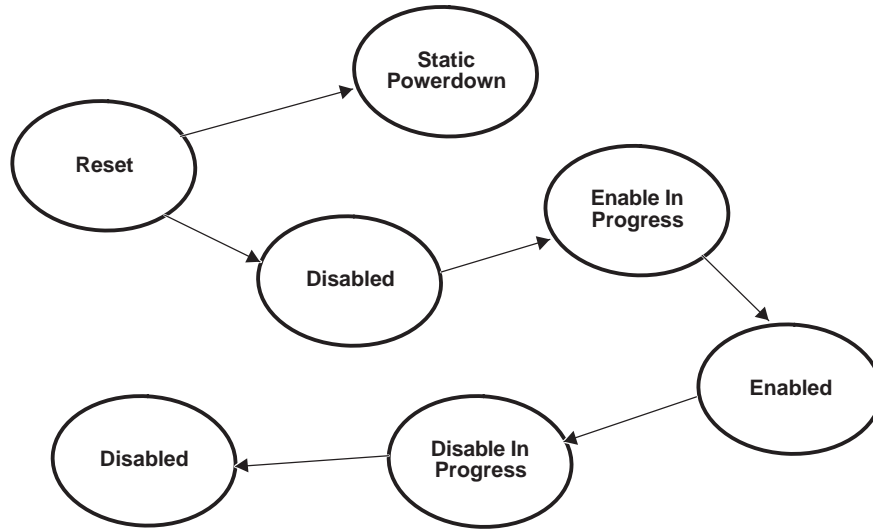 Static
Powerdown
Reset
Enable In
Progress
Disabled
Enabled
Disable In
Progress
Disabled